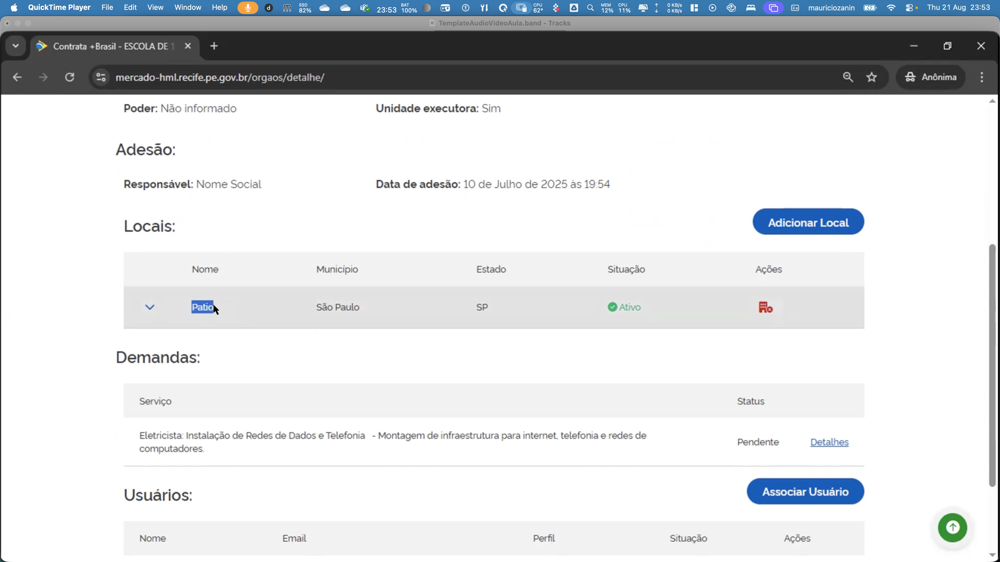 QuickTime Player File Edit View Window Help d SSD 82% 23:53 BAT 100% CPU 62° MEM 12% CPU 11% 0 KB/s 0 KB/s mauriciozanin Thu 21 Aug 23:53
TemplateAudioVideoAula.band - Tracks
Contrata +Brasil - ESCOLA DE 1
mercado-hml.recife.pe.gov.br/orgaos/detalhe/ Anônima
Poder: Não informado Unidade executora: Sim
Adesão:
Responsável: Nome Social Data de adesão: 10 de Julho de 2025 às 19:54
Locais: Adicionar Local
Nome Município Estado Situação Ações
Patio São Paulo SP Ativo
Demandas:
Serviço Status
Eletricista: Instalação de Redes de Dados e Telefonia - Montagem de infraestrutura para internet, telefonia e redes de
computadores. Pendente Detalhes
Usuários: Associar Usuário
Nome Email Perfil Situação Ações